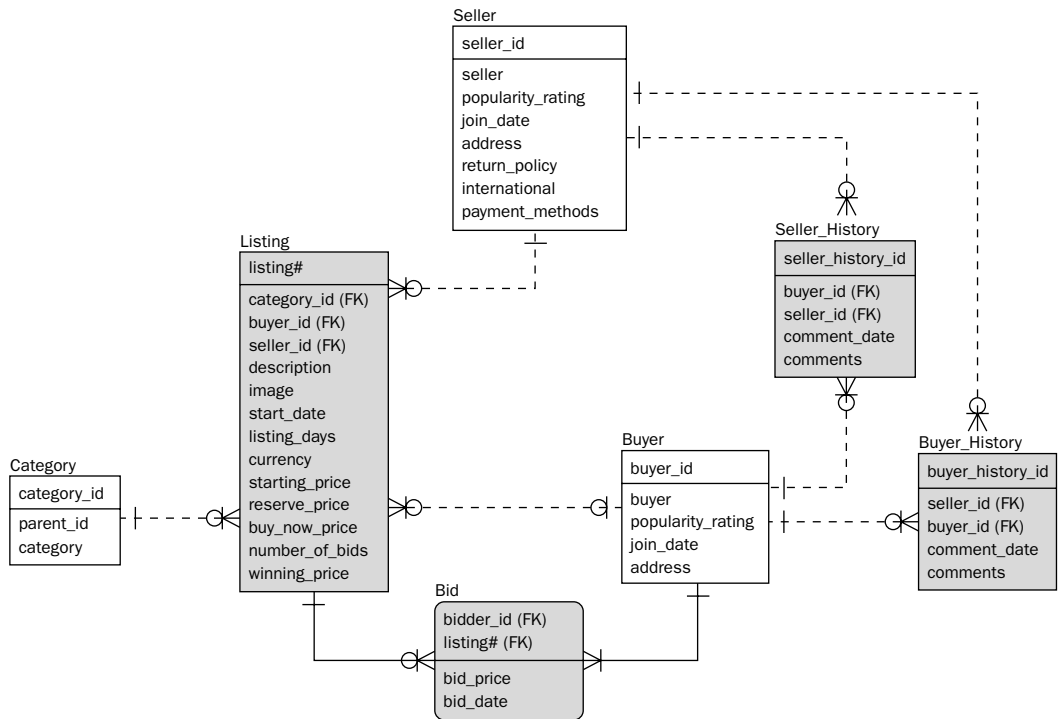 Seller
seller_id
seller
popularity_rating
join_date
address
return_policy
international
payment_methods
Seller_History
seller_history_id
buyer_id (FK)
seller_id (FK)
comment_date
comments
Listing
listing#
category_id (FK)
buyer_id (FK)
seller_id (FK)
description
image
start_date
listing_days
currency
starting_price
reserve_price
buy_now_price
number_of_bids
winning_price
Buyer
buyer_id
buyer
popularity_rating
join_date
address
Buyer_History
buyer_history_id
seller_id (FK)
buyer_id (FK)
comment_date
comments
Category
category_id
parent_id
category
Bid
bidder_id (FK)
listing# (FK)
bid_price
bid_date